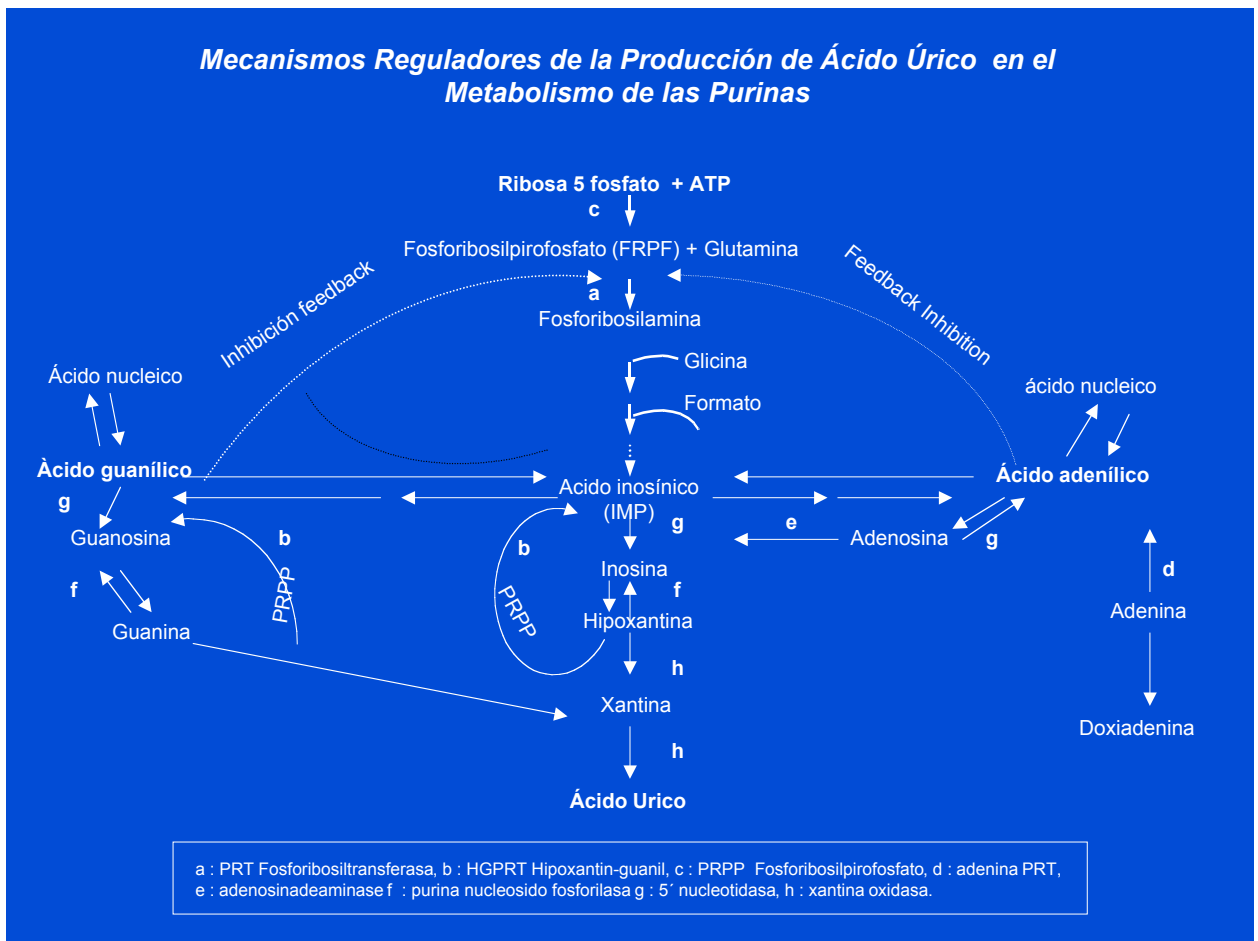 Mecanismos Reguladores de la Producción de Ácido Úrico en el
Metabolismo de las Purinas
Ribosa 5 fosfato + ATP
c
Fosforibosilpirofosfato (FRPF) + Glutamina
Inhibición feedback
Feedback Inhibition
a
Fosforibosilamina
Glicina
Formato
Ácido nucleico
ácido nucleico
Àcido guanílico
Acido inosínico
(IMP)
Ácido adenílico
g
g
Guanosina
b
b
e
Adenosina
g
PRPP
PRPP
Inosina
d
f
f
Guanina
Hipoxantina
Adenina
h
Xantina
Doxiadenina
h
Ácido Urico
a : PRT Fosforibosiltransferasa, b : HGPRT Hipoxantin-guanil, c : PRPP Fosforibosilpirofosfato, d : adenina PRT,
e : adenosinadeaminase f : purina nucleosido fosforilasa g : 5´ nucleotidasa, h : xantina oxidasa.